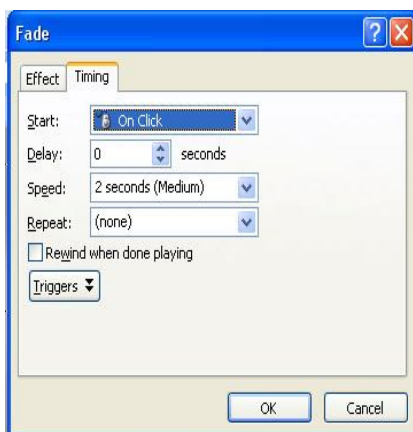 Fade
Effect Timing
Start: On Click
Delay: 0 seconds
Speed: 2 seconds (Medium)
Repeat: (none)
Rewind when done playing
Triggers
OK Cancel